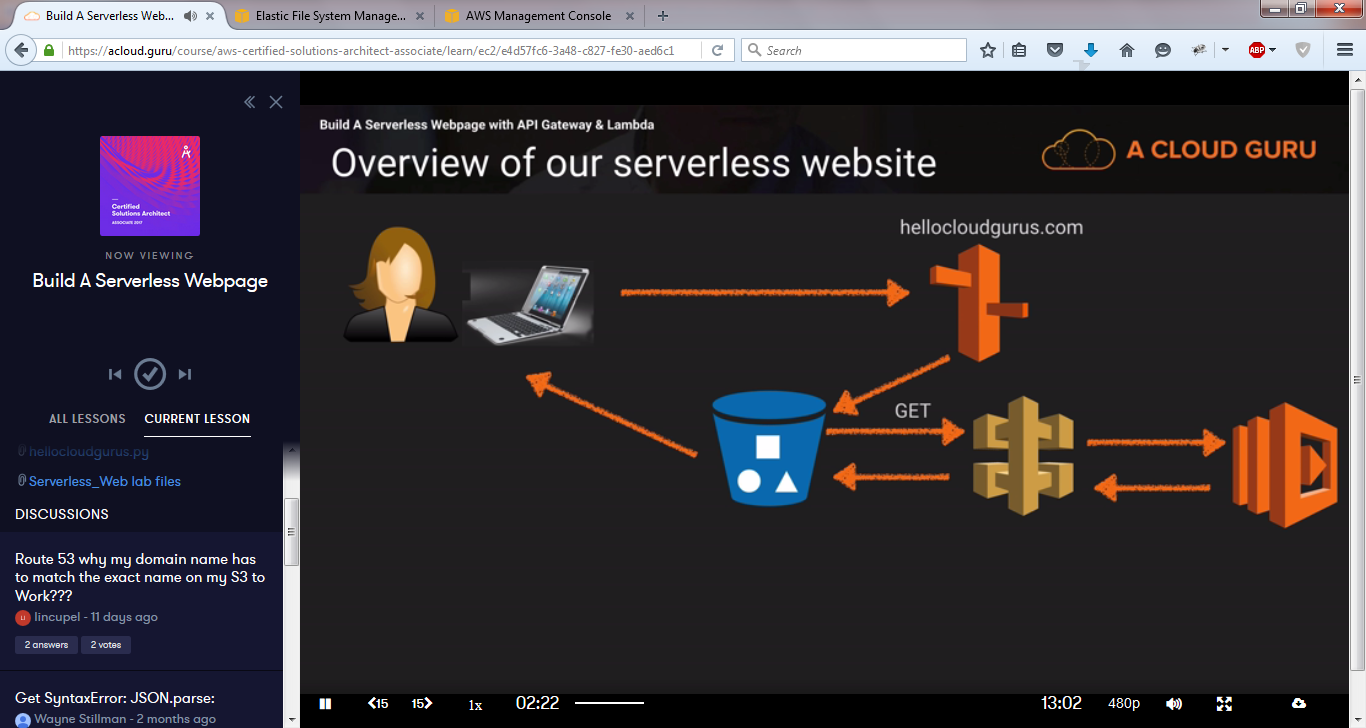 Build A Serverless Web...
Elastic File System Manage...
AWS Management Console
https://acloud.guru/course/aws-certified-solutions-architect-associate/learn/ec2/e4d57fc6-3a48-c827-fe30-aed6c1
Search
ABP
Certified
Solutions Architect
ASSOCIATE 2017
NOW VIEWING
Build A Serverless Webpage
ALL LESSONS
CURRENT LESSON
hellocloudgurus.py
Serverless_Web lab files
DISCUSSIONS
Route 53 why my domain name has
to match the exact name on my S3 to
Work???
LI
lincupel - 11 days ago
2 answers
2 votes
Get SyntaxError: JSON.parse:
Wayne Stillman - 2 months ago
Build A Serverless Webpage with API Gateway & Lambda
Overview of our serverless website
A CLOUD GURU
hellocloudgurus.com
GET
15
15
1x
02:22
13:02
480p